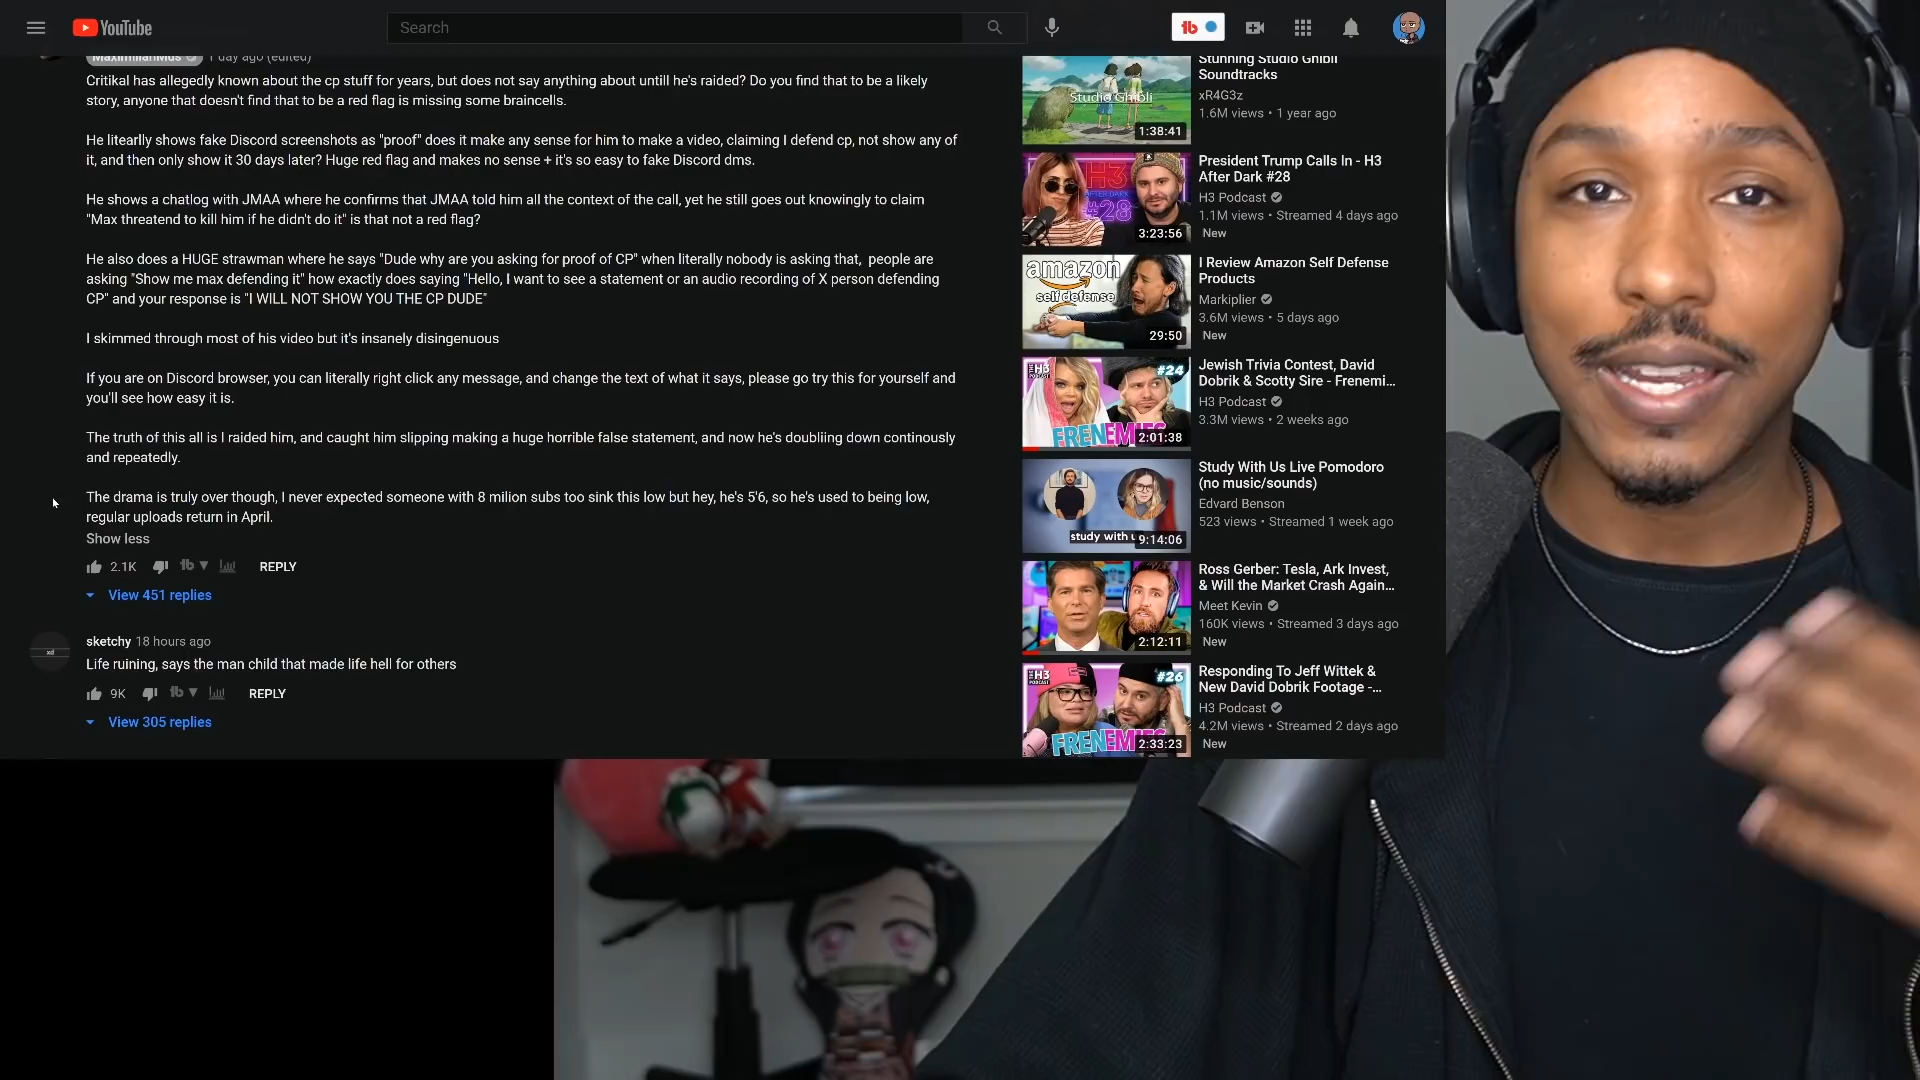 YouTube
Search
MaximilianMus 1 day ago (edited)
Critikal has allegedly known about the cp stuff for years, but does not say anything about untill he's raided? Do you find that to be a likely
story, anyone that doesn't find that to be a red flag is missing some braincells.
He litearlly shows fake Discord screenshots as "proof" does it make any sense for him to make a video, claiming I defend cp, not show any of
it, and then only show it 30 days later? Huge red flag and makes no sense + it's so easy to fake Discord dms.
He shows a chatlog with JMAA where he confirms that JMAA told him all the context of the call, yet he still goes out knowingly to claim
"Max threatend to kill him if he didn't do it" is that not a red flag?
He also does a HUGE strawman where he says "Dude why are you asking for proof of CP" when literally nobody is asking that, people are
asking "Show me max defending it" how exactly does saying "Hello, I want to see a statement or an audio recording of X person defending
CP" and your response is "I WILL NOT SHOW YOU THE CP DUDE"
I skimmed through most of his video but it's insanely disingenuous
If you are on Discord browser, you can literally right click any message, and change the text of what it says, please go try this for yourself and
you'll see how easy it is.
The truth of this all is I raided him, and caught him slipping making a huge horrible false statement, and now he's doubliing down continously
and repeatedly.
The drama is truly over though, I never expected someone with 8 milion subs too sink this low but hey, he's 5'6, so he's used to being low,
regular uploads return in April.
Show less
2.1K REPLY
View 451 replies
sketchy 18 hours ago
Life ruining, says the man child that made life hell for others
9K REPLY
View 305 replies
Studio Ghibli
1:38:41
Stunning Studio Ghibli
Soundtracks
xR4G3z
1.6M views • 1 year ago
H3
#28
3:23:56
President Trump Calls In - H3
After Dark #28
H3 Podcast
1.1M views • Streamed 4 days ago
New
amazon
self defense
29:50
I Review Amazon Self Defense
Products
Markiplier
3.6M views • 5 days ago
New
#24
FRENEMIES
2:01:38
Jewish Trivia Contest, David
Dobrik & Scotty Sire - Frenemi...
H3 Podcast
3.3M views • 2 weeks ago
study with u
9:14:06
Study With Us Live Pomodoro
(no music/sounds)
Edvard Benson
523 views • Streamed 1 week ago
2:12:11
Ross Gerber: Tesla, Ark Invest,
& Will the Market Crash Again...
Meet Kevin
160K views • Streamed 3 days ago
New
#26
FRENEMIES
2:33:23
Responding To Jeff Wittek &
New David Dobrik Footage -...
H3 Podcast
4.2M views • Streamed 2 days ago
New